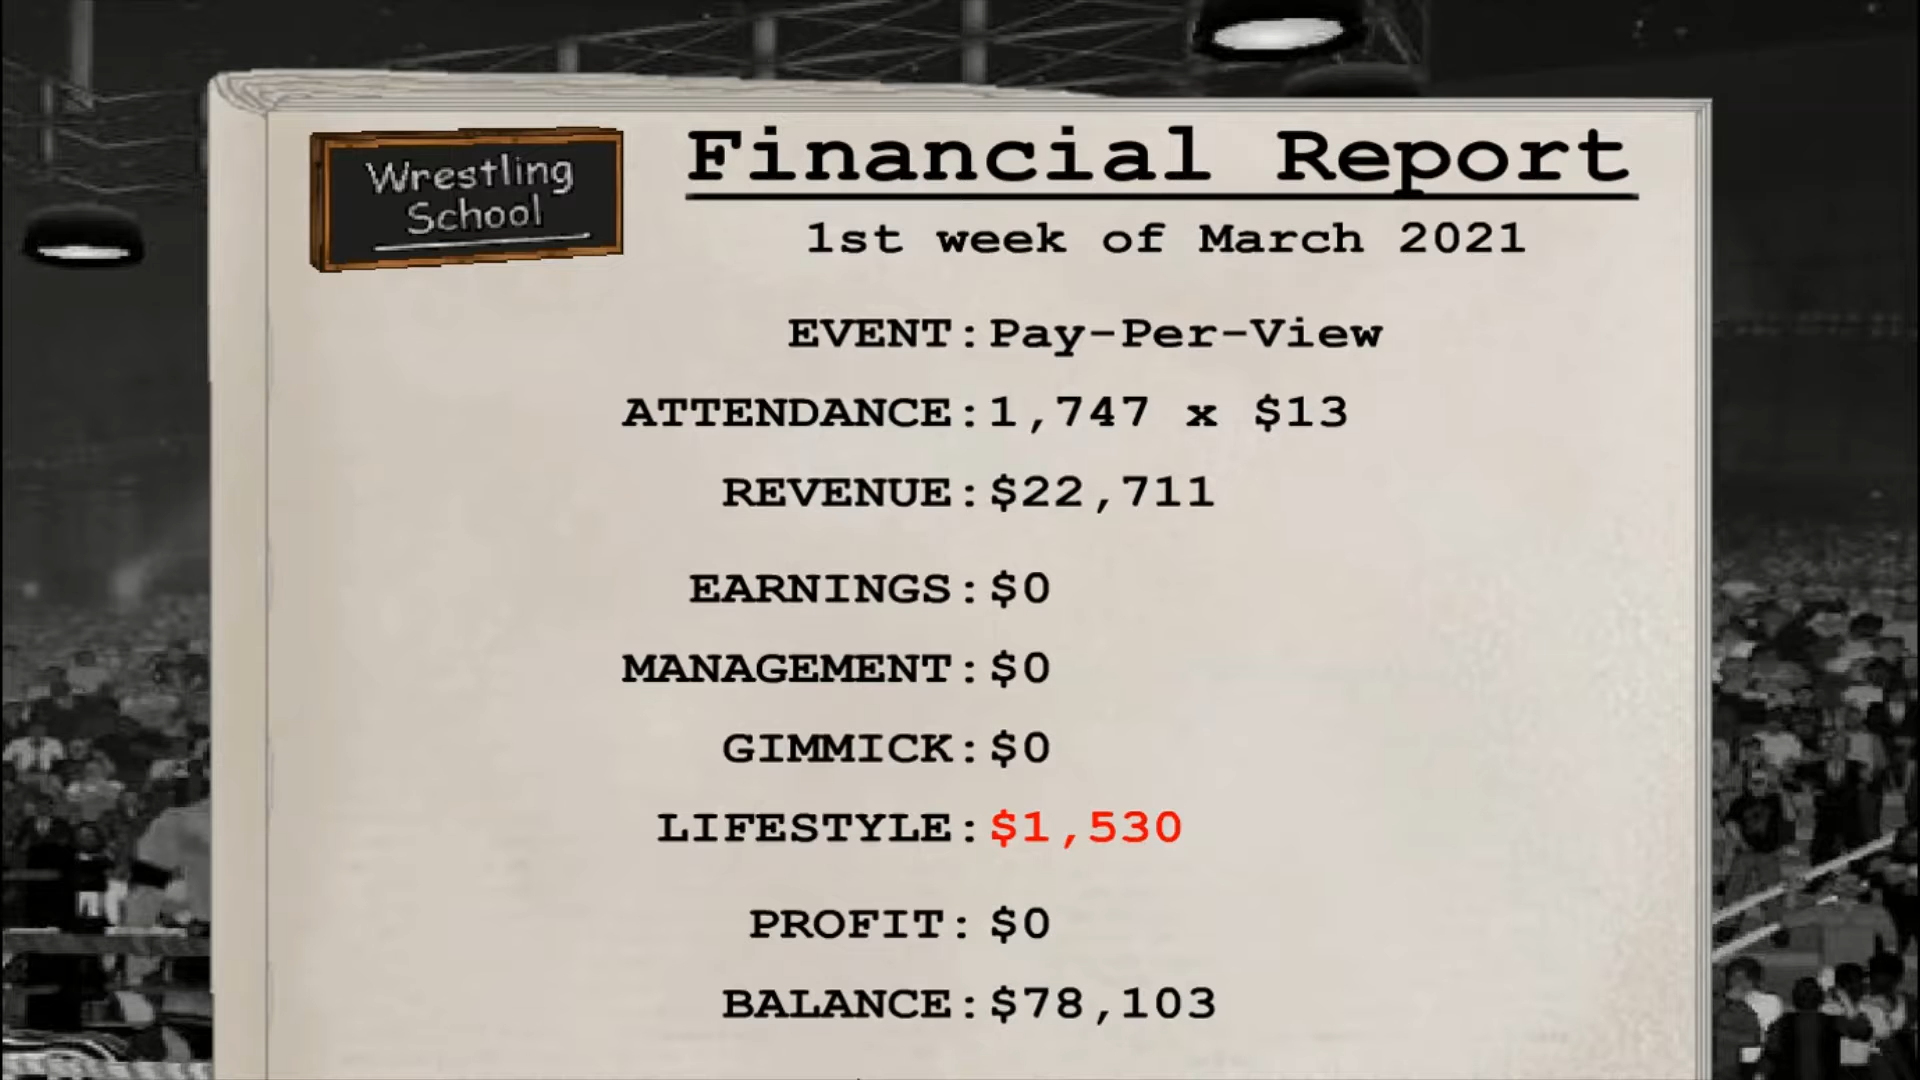 Wrestling
School
Financial Report
1st week of March 2021
EVENT: Pay-Per-View
ATTENDANCE: 1,747 x $13
REVENUE: $22,711
EARNINGS: $0
MANAGEMENT: $0
GIMMICK: $0
LIFESTYLE: $1,530
PROFIT: $0
BALANCE: $78,103